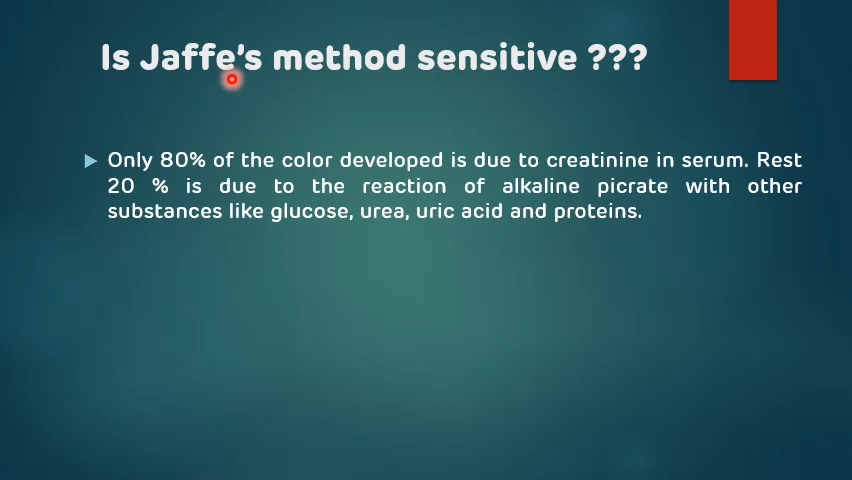 Is Jaffe's method sensitive ???
Only 80% of the color developed is due to creatinine in serum. Rest
20 % is due to the reaction of alkaline picrate with other
substances like glucose, urea, uric acid and proteins.